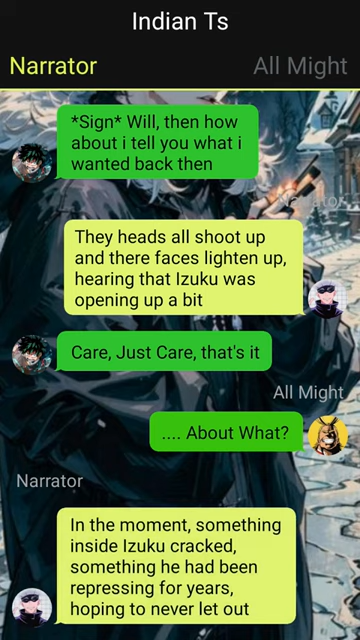 Indian Ts
Narrator
All Might
*Sign* Will, then how
about i tell you what i
wanted back then
Narrator
They heads all shoot up
and there faces lighten up,
hearing that Izuku was
opening up a bit
Care, Just Care, that's it
All Might
.... About What?
Narrator
In the moment, something
inside Izuku cracked,
something he had been
repressing for years,
hoping to never let out